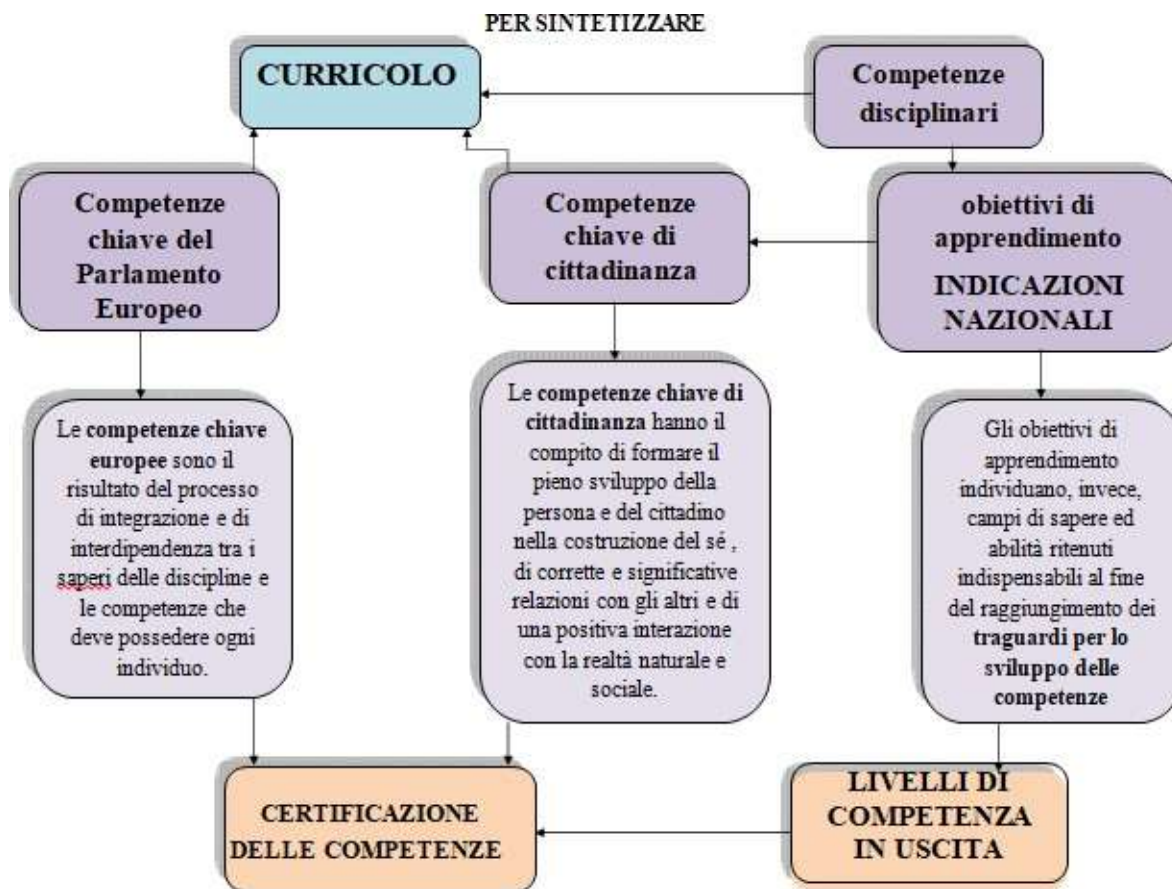 PER SINTETIZZARE
CURRICOLO
Competenze
disciplinari
Competenze
chiave del
Parlamento
Europeo
Competenze
chiave di
cittadinanza
obiettivi di
apprendimento
INDICAZIONI
NAZIONALI
Le competenze chiave
europee sono il
risultato del processo
di integrazione e di
interdipendenza tra i
saperi delle discipline e
le competenze che
deve possedere ogni
individuo.
Le competenze chiave di
cittadinanza hanno il
compito di formare il
pieno sviluppo della
persona e del cittadino
nella costruzione del sé ,
di corrette e significative
relazioni con gli altri e di
una positiva interazione
con la realtà naturale e
sociale.
Gli obiettivi di
apprendimento
individuano, invece,
campi di sapere ed
abilità ritenuti
indispensabili al fine
del raggiungimento dei
traguardi per lo
sviluppo delle
competenze
CERTIFICAZIONE
DELLE COMPETENZE
LIVELLI DI
COMPETENZA
IN USCITA